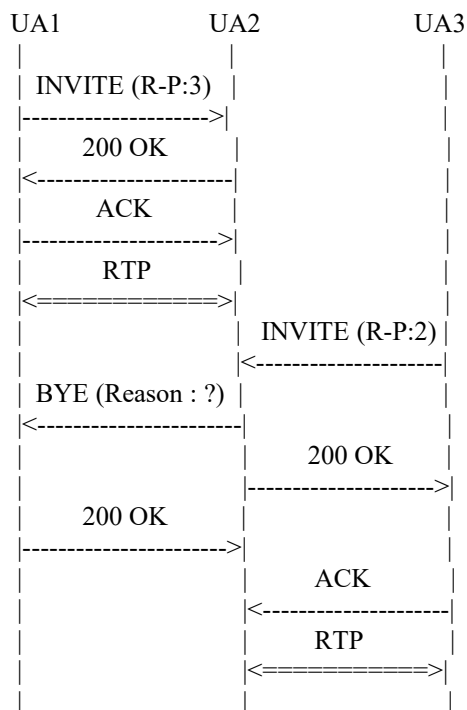 UA1 UA2 UA3
INVITE (R-P:3)
200 OK
ACK
RTP
INVITE (R-P:2)
BYE (Reason : ?)
200 OK
200 OK
ACK
RTP